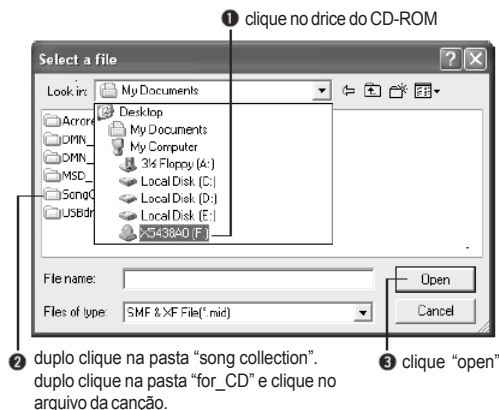 ❶ clique no drice do CD-ROM
Select a file
Look in: My Documents
Desktop
My Documents
My Computer
3½ Floppy (A:)
Local Disk (C:)
Local Disk (D:)
Local Disk (E:)
X5438A0 (F:)
Acrore
DMN_
DMN_
MSD_
SongC
USBdr
File name:
Open
Files of type: SMF & XF File(*.mid)
Cancel
❷ duplo clique na pasta “song collection”.
duplo clique na pasta “for_CD” e clique no
arquivo da canção.
❸ clique “open”